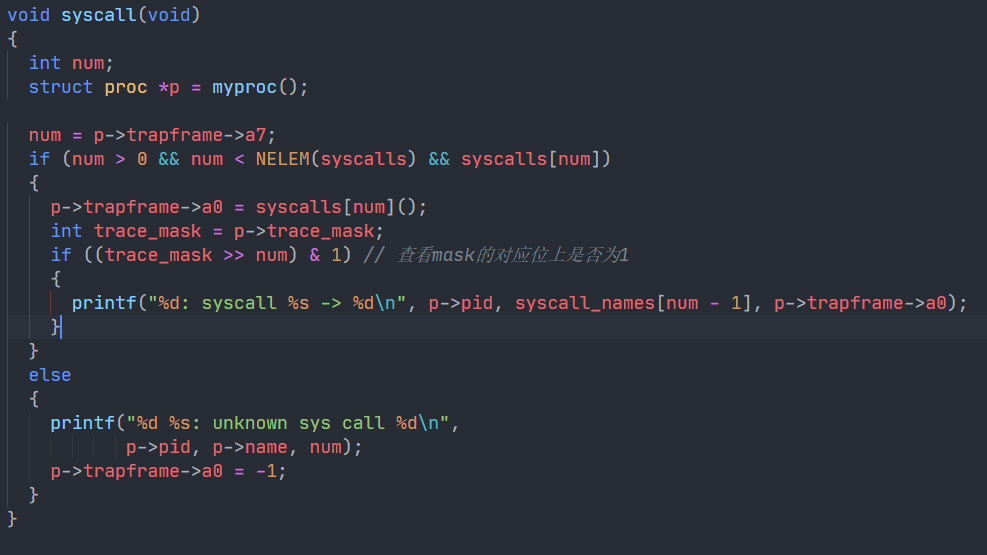 void syscall(void)
{
  int num;
  struct proc *p = myproc();

  num = p->trapframe->a7;
  if (num > 0 && num < NELEM(syscalls) && syscalls[num])
  {
    p->trapframe->a0 = syscalls[num]();
    int trace_mask = p->trace_mask;
    if ((trace_mask >> num) & 1) // 查看mask的对应位上是否为1
    {
      printf("%d: syscall %s -> %d\n", p->pid, syscall_names[num - 1], p->trapframe->a0);
    }
  }
  else
  {
    printf("%d %s: unknown sys call %d\n",
           p->pid, p->name, num);
    p->trapframe->a0 = -1;
  }
}